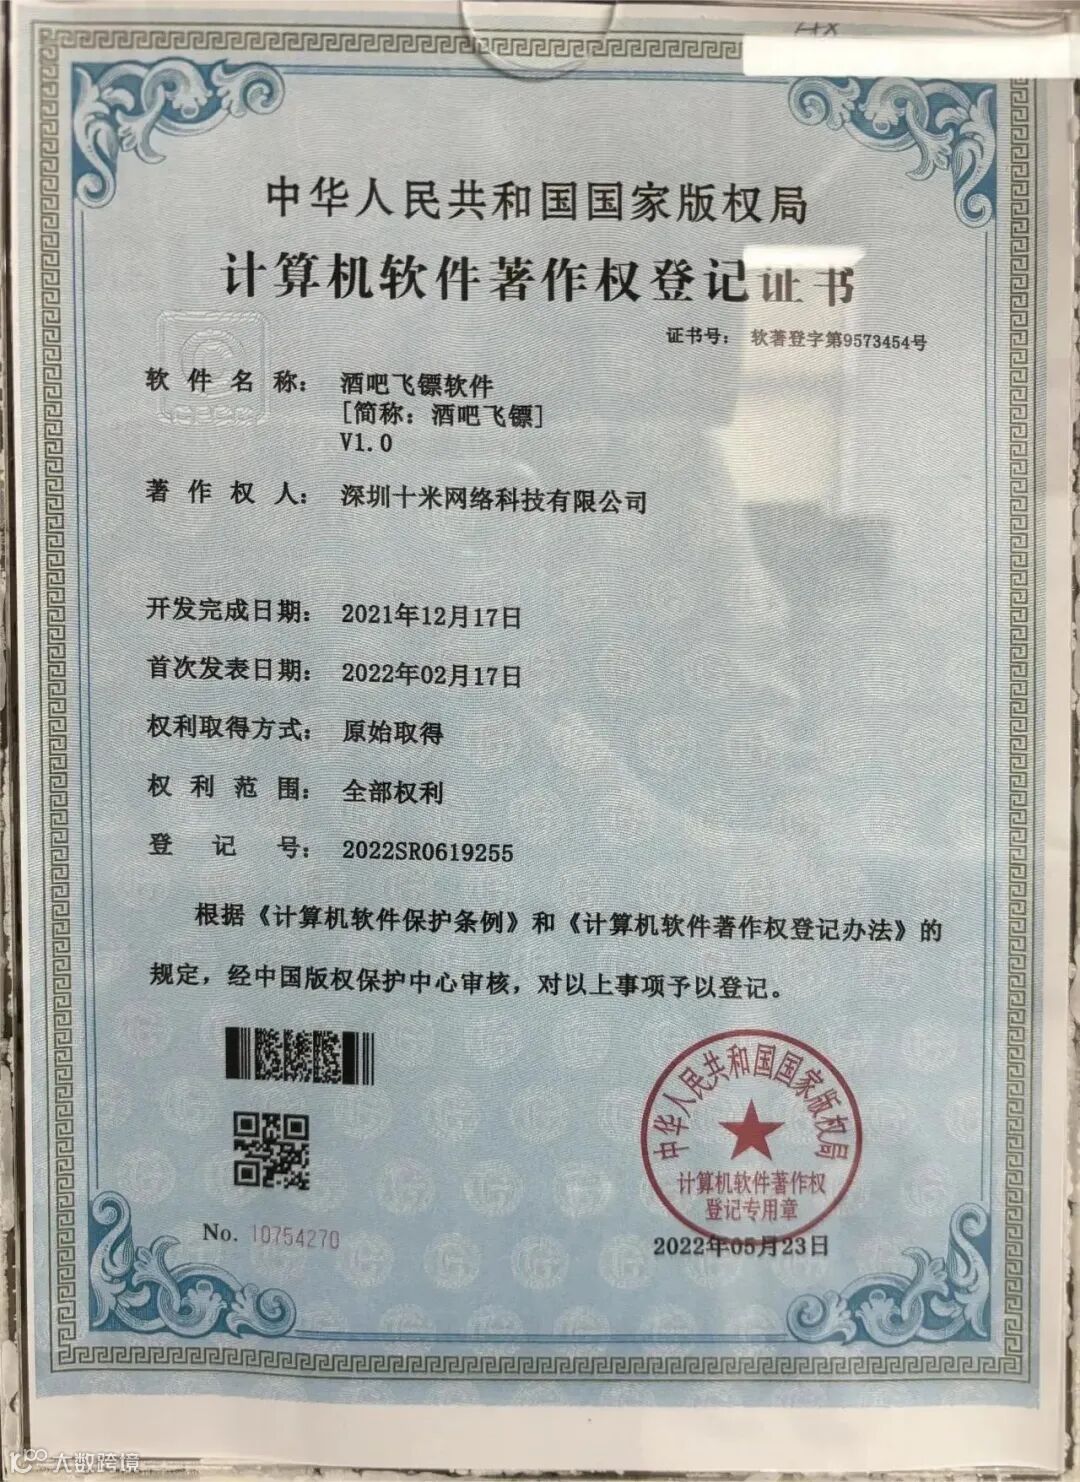 中华人民共和国国家版权局
计算机软件著作权登记证书
证书号： 软著登字第9573454号
软件名称： 酒吧飞镖软件
[简称：酒吧飞镖]
V1.0
著作权人： 深圳十米网络科技有限公司
开发完成日期： 2021年12月17日
首次发表日期： 2022年02月17日
权利取得方式： 原始取得
权利范围： 全部权利
登记号： 2022SR0619255
根据《计算机软件保护条例》和《计算机软件著作权登记办法》的
规定，经中国版权保护中心审核，对以上事项予以登记。
中华人民共和国国家版权局
计算机软件著作权
登记专用章
No. 10754270
2022年05月23日
大数跨境